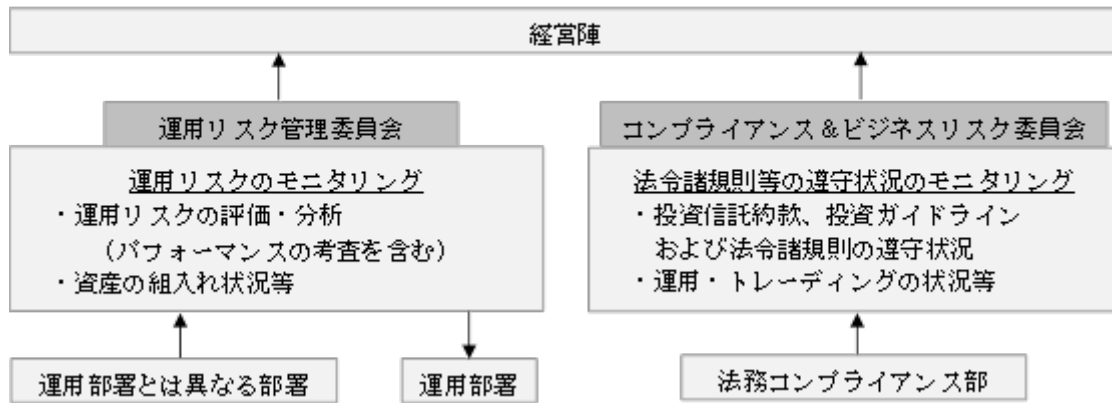 経営陣
運用リスク管理委員会
運用リスクのモニタリング
・運用リスクの評価・分析
（パフォーマンスの考査を含む）
・資産の組入れ状況等
運用部署とは異なる部署
運用部署
コンプライアンス＆ビジネスリスク委員会
法令諸規則等の遵守状況のモニタリング
・投資信託約款、投資ガイドライン
および法令諸規則の遵守状況
・運用・トレーディングの状況等
法務コンプライアンス部